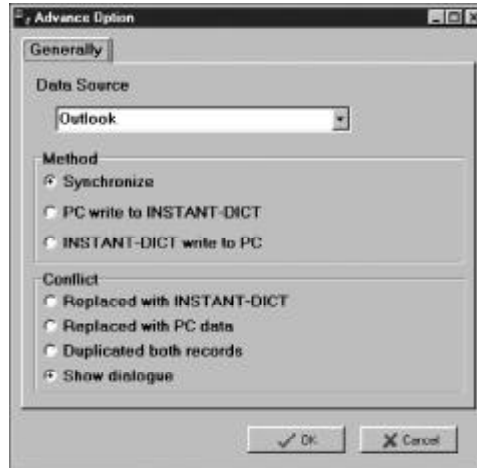 Advance Option
Generally
Data Source
Outlook
Method
Synchronize
PC write to INSTANT-DICT
INSTANT-DICT write to PC
Conflict
Replaced with INSTANT-DICT
Replaced with PC data
Duplicated both records
Show dialogue
OK Cancel